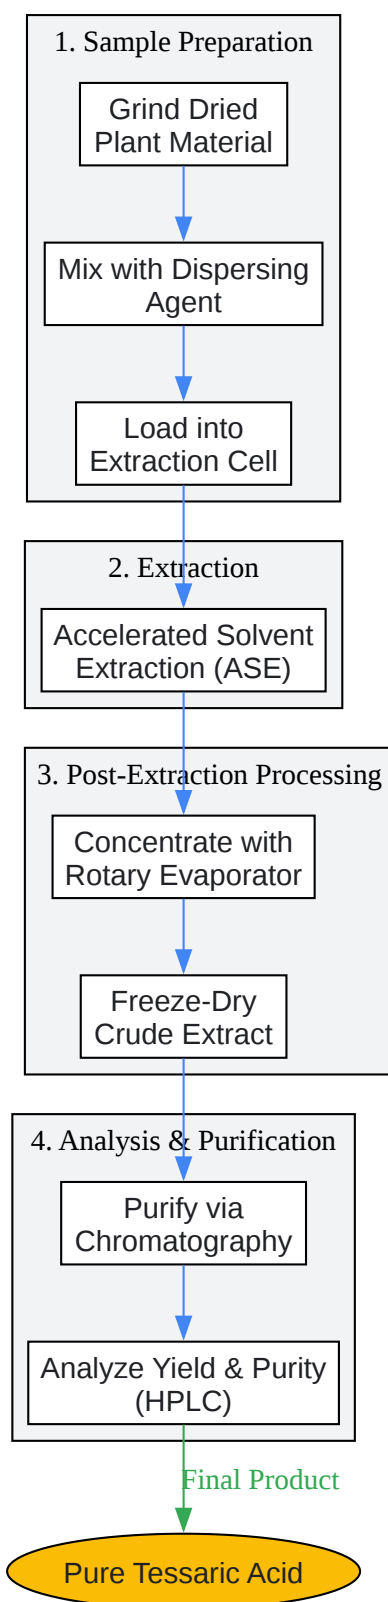 1. Sample Preparation
Grind Dried
Plant Material
Mix with Dispersing
Agent
Load into
Extraction Cell
2. Extraction
Accelerated Solvent
Extraction (ASE)
3. Post-Extraction Processing
Concentrate with
Rotary Evaporator
Freeze-Dry
Crude Extract
4. Analysis & Purification
Purify via
Chromatography
Analyze Yield & Purity
(HPLC)
Final Product
Pure Tessaric Acid